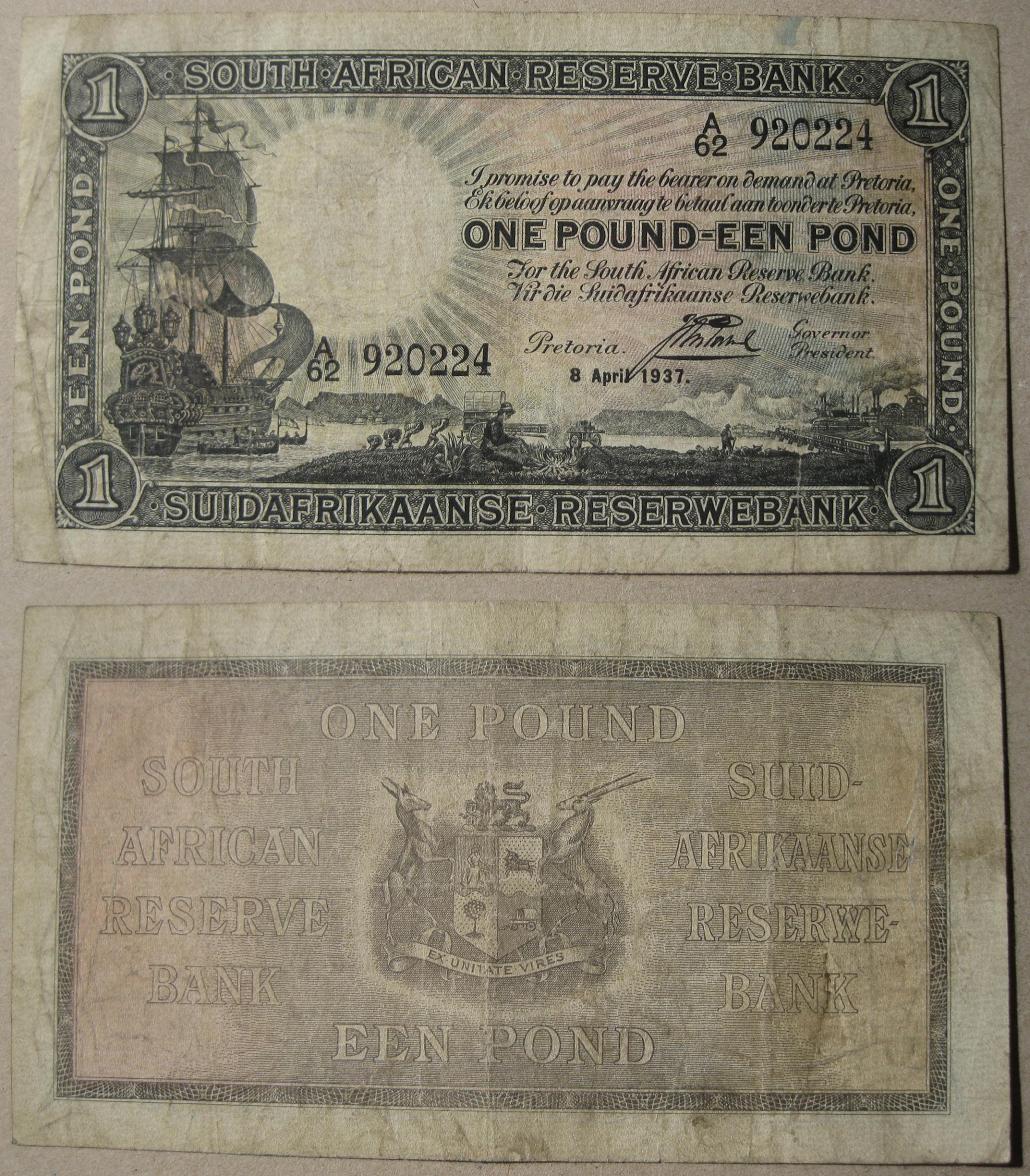 1 · SOUTH·AFRICAN·RESERVE·BANK · 1
A/62 920224
I promise to pay the bearer on demand at Pretoria,
Ek beloof op aanvraag te betaal aan toonder te Pretoria,
ONE POUND=EEN POND
For the South African Reserve Bank.
Vir die Suidafrikaanse Reserwebank.
Pretoria. Governor
President.
8 April 1937.
A/62 920224
EEN·POND
ONE·POUND
1 · SUIDAFRIKAANSE·RESERWEBANK · 1
ONE POUND
SOUTH
AFRICAN
RESERVE
BANK
SUID-
AFRIKAANSE
RESERWE-
BANK
EX UNITATE VIRES
EEN POND